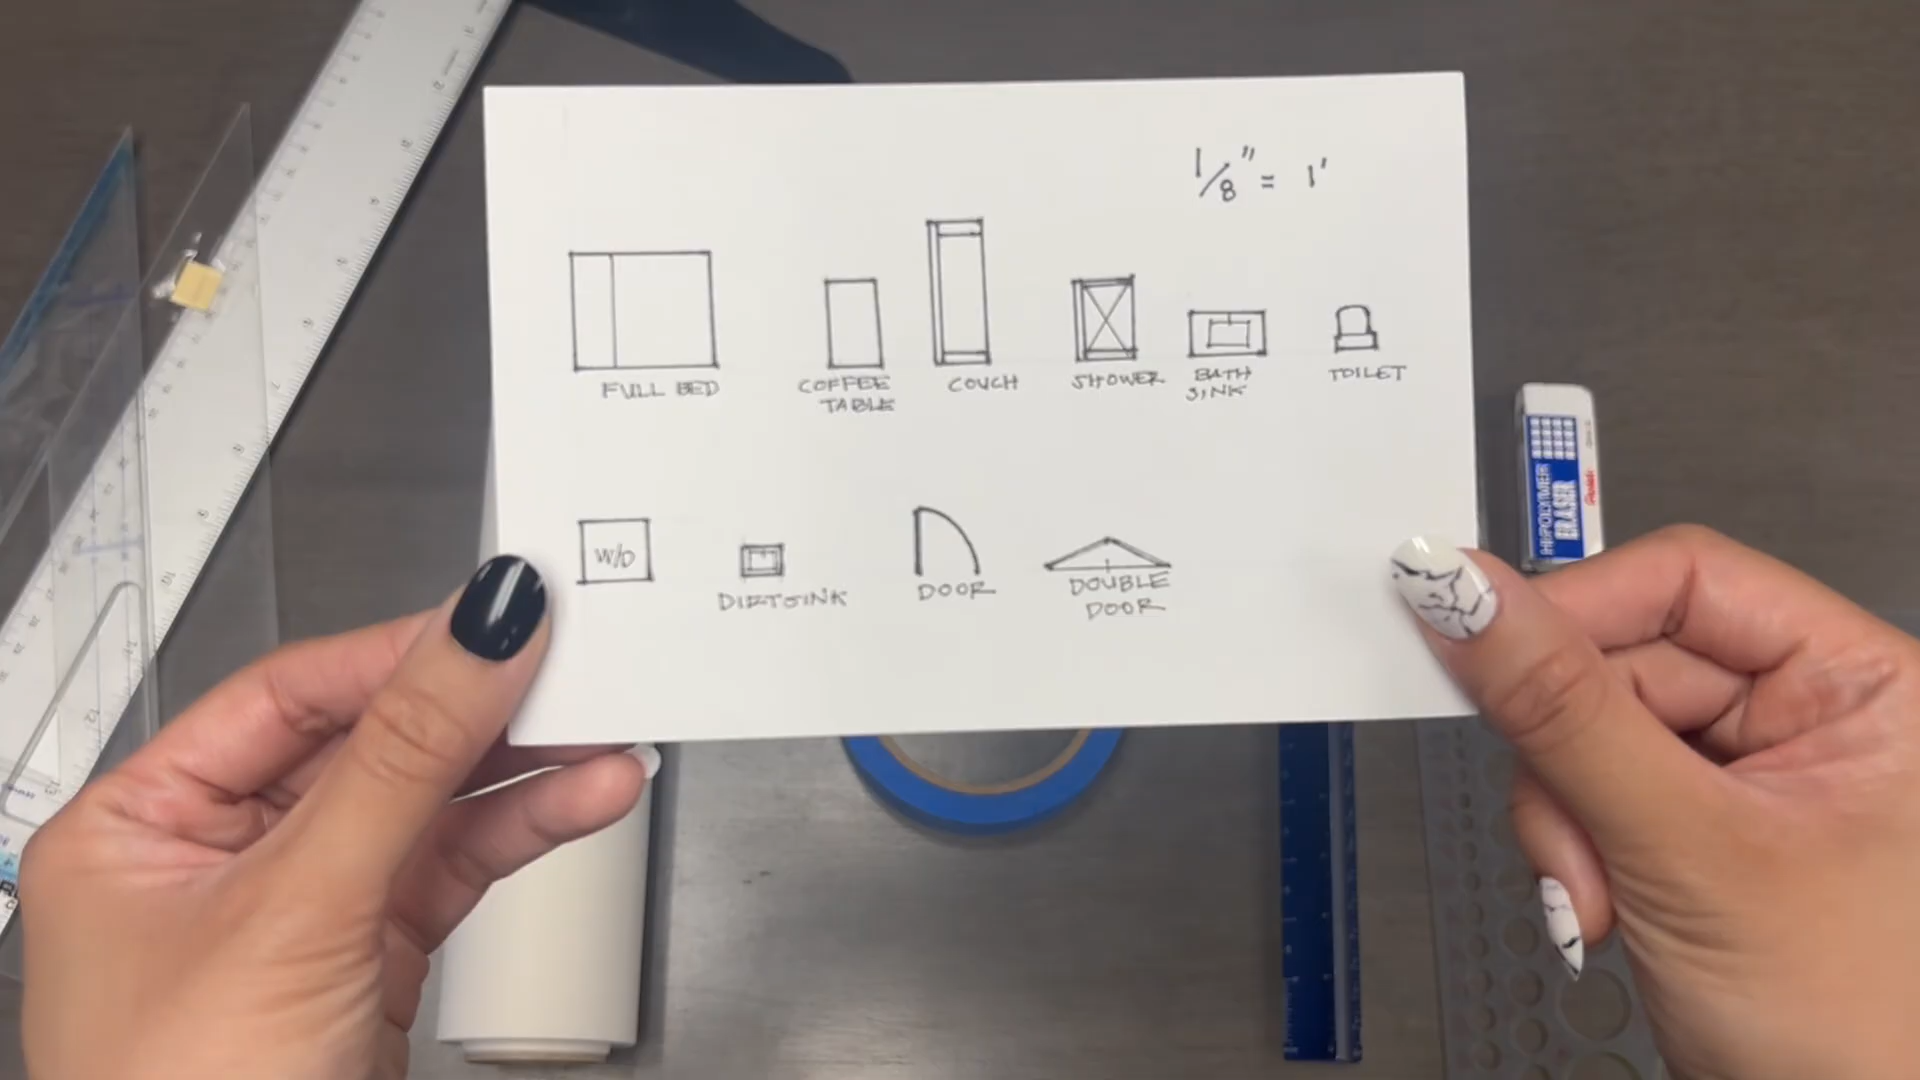 1/8" = 1'
FULL BED
COFFEE
TABLE
COUCH
SHOWER
BATH
SINK
TOILET
W/D
DIRTSINK
DOOR
DOUBLE
DOOR
HI-POLYMER
ERASER
Pentel